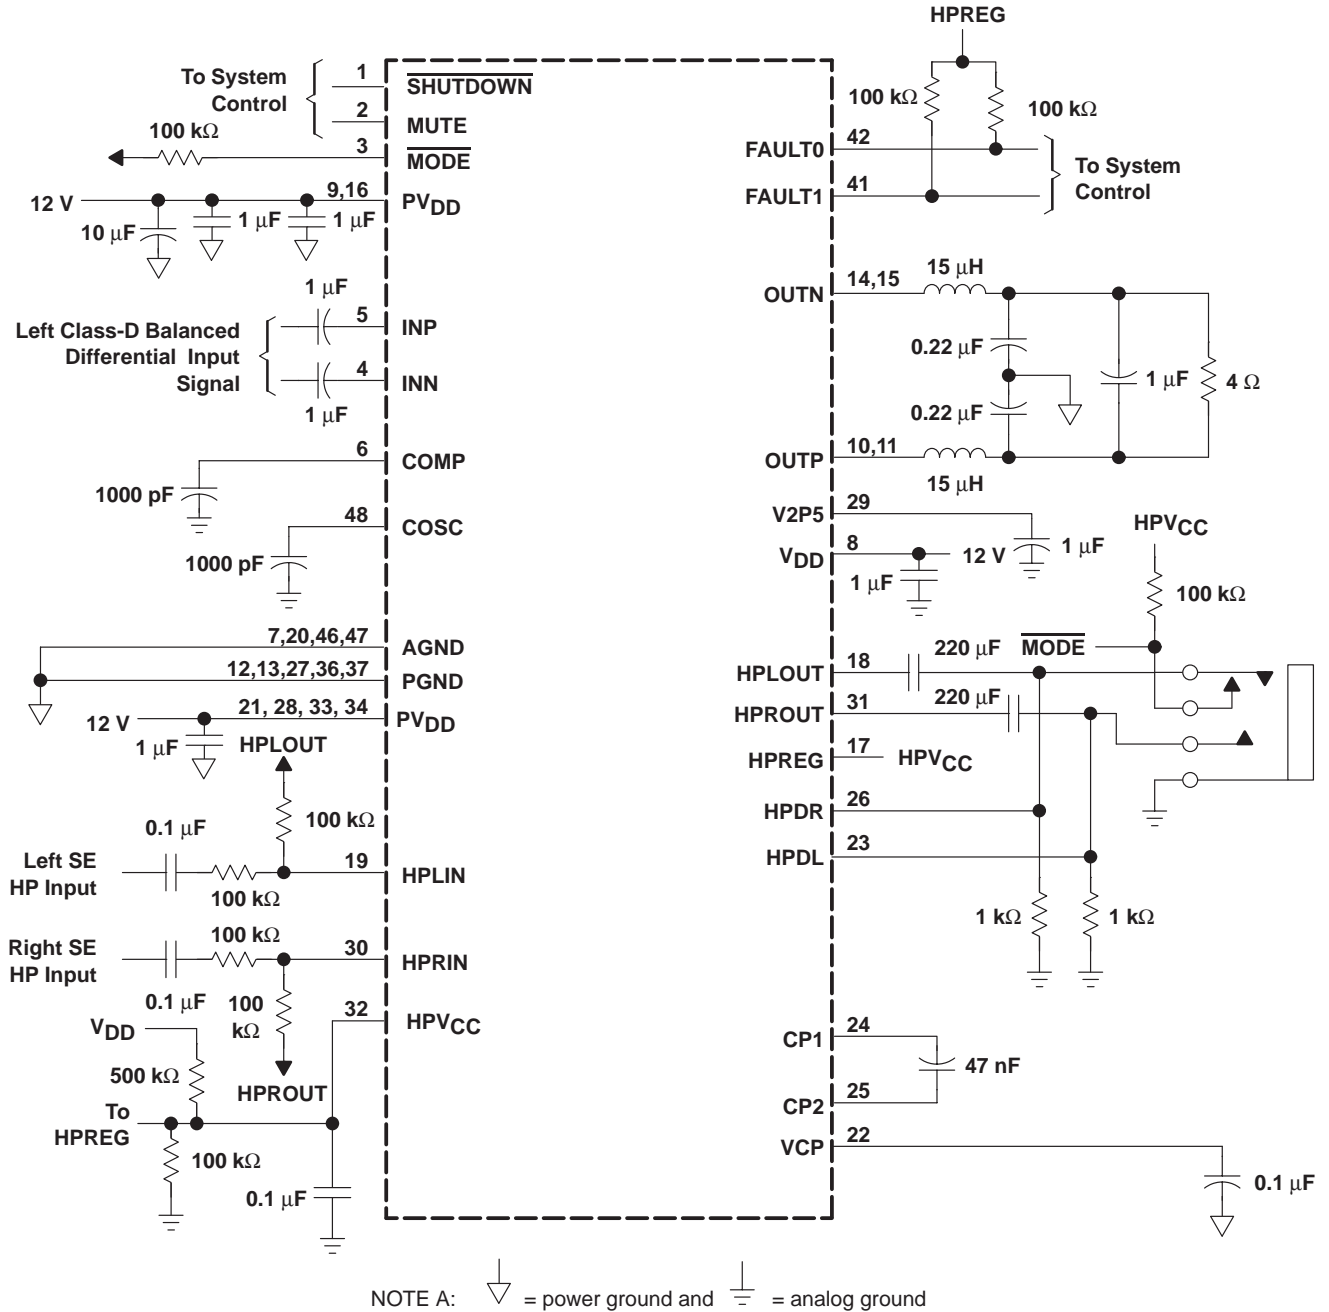 HPREG
To System
Control
1
SHUTDOWN
2
MUTE
100 kΩ
3
MODE
12 V
9,16
PVDD
10 µF
1 µF
1 µF
Left Class-D Balanced
Differential Input
Signal
1 µF
5
INP
4
INN
1 µF
6
COMP
1000 pF
48
COSC
1000 pF
7,20,46,47
AGND
12,13,27,36,37
PGND
12 V
21, 28, 33, 34
PVDD
1 µF
HPLOUT
100 kΩ
Left SE
HP Input
0.1 µF
100 kΩ
19
HPLIN
Right SE
HP Input
0.1 µF
100 kΩ
30
HPRIN
100
kΩ
HPROUT
32
HPVCC
VDD
500 kΩ
To
HPREG
100 kΩ
0.1 µF
100 kΩ
100 kΩ
FAULT0
42
FAULT1
41
To System
Control
OUTN
14,15
15 µH
0.22 µF
0.22 µF
1 µF
4 Ω
OUTP
10,11
15 µH
V2P5
29
1 µF
VDD
8
12 V
1 µF
HPVCC
100 kΩ
MODE
HPLOUT
18
220 µF
HPROUT
31
220 µF
HPREG
17
HPVCC
HPDR
26
HPDL
23
1 kΩ
1 kΩ
CP1
24
47 nF
CP2
25
VCP
22
0.1 µF
NOTE A: = power ground and = analog ground